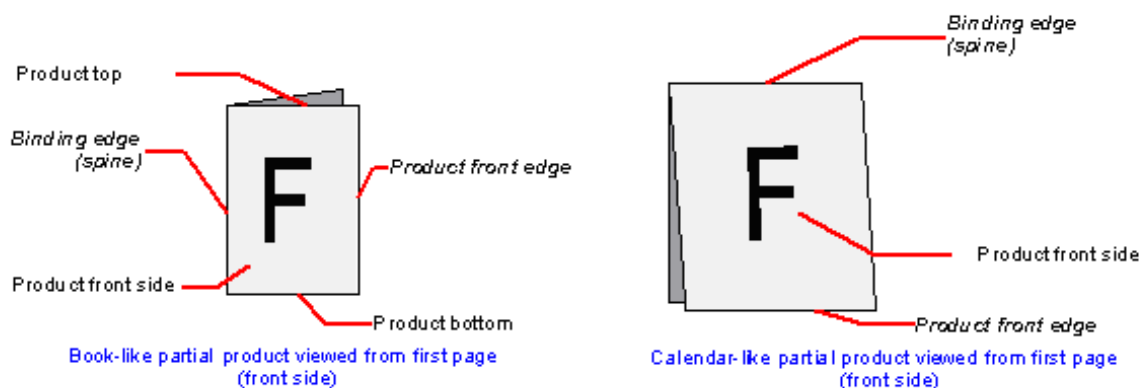 Product top
Binding edge
(spine)
F
Product front edge
Product front side
Product bottom
Book-like partial product viewed from first page
(front side)
Binding edge
(spine)
F
Product front side
Product front edge
Calendar-like partial product viewed from first page
(front side)